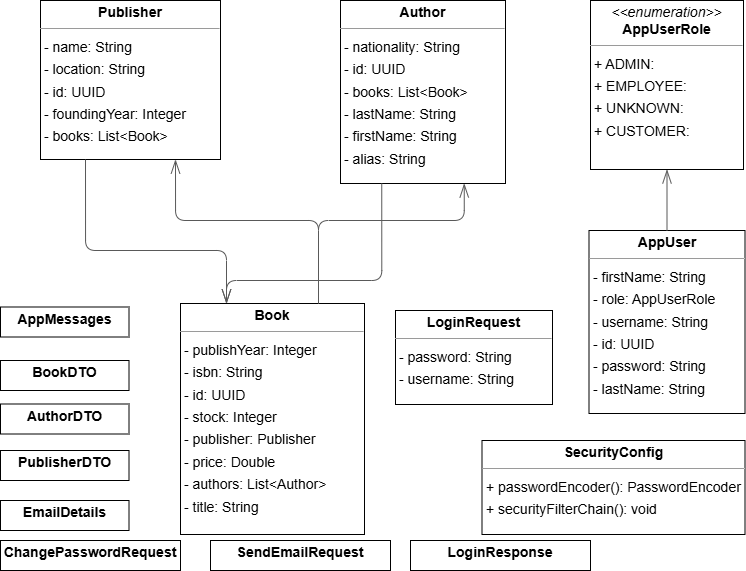 Publisher
- name: String
- location: String
- id: UUID
- foundingYear: Integer
- books: List<Book>
Author
- nationality: String
- id: UUID
- books: List<Book>
- lastName: String
- firstName: String
- alias: String
<<enumeration>>
AppUserRole
+ ADMIN:
+ EMPLOYEE:
+ UNKNOWN:
+ CUSTOMER:
AppUser
- firstName: String
- role: AppUserRole
- username: String
- id: UUID
- password: String
- lastName: String
AppMessages
BookDTO
AuthorDTO
PublisherDTO
EmailDetails
Book
- publishYear: Integer
- isbn: String
- id: UUID
- stock: Integer
- publisher: Publisher
- price: Double
- authors: List<Author>
- title: String
LoginRequest
- password: String
- username: String
SecurityConfig
+ passwordEncoder(): PasswordEncoder
+ securityFilterChain(): void
ChangePasswordRequest
SendEmailRequest
LoginResponse